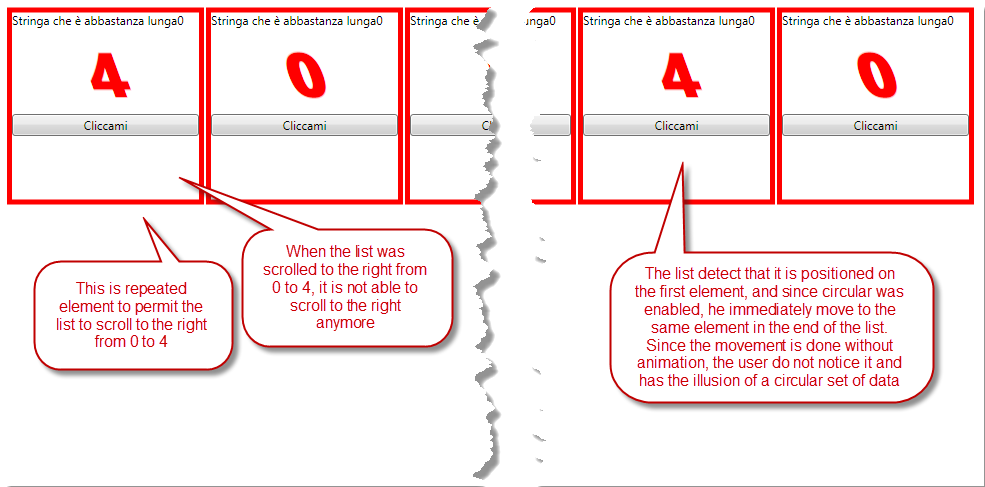 Stringa che è abbastanza lunga0
Stringa che è abbastanza lunga0
Stringa che è abb
lunga0
Stringa che è abbastanza lunga0
Stringa che è abbastanza lunga0
4
0
4
0
Cliccami
Cliccami
Cl
Cliccami
Cliccami
This is repeated
element to permit the
list to scroll to the right
from 0 to 4
When the list was
scrolled to the right from
0 to 4, it is not able to
scroll to the right
anymore
The list detect that it is positioned on
the first element, and since circular was
enabled, he immediately move to the
same element in the end of the list.
Since the movement is done without
animation, the user do not notice it and
has the illusion of a circular set of data